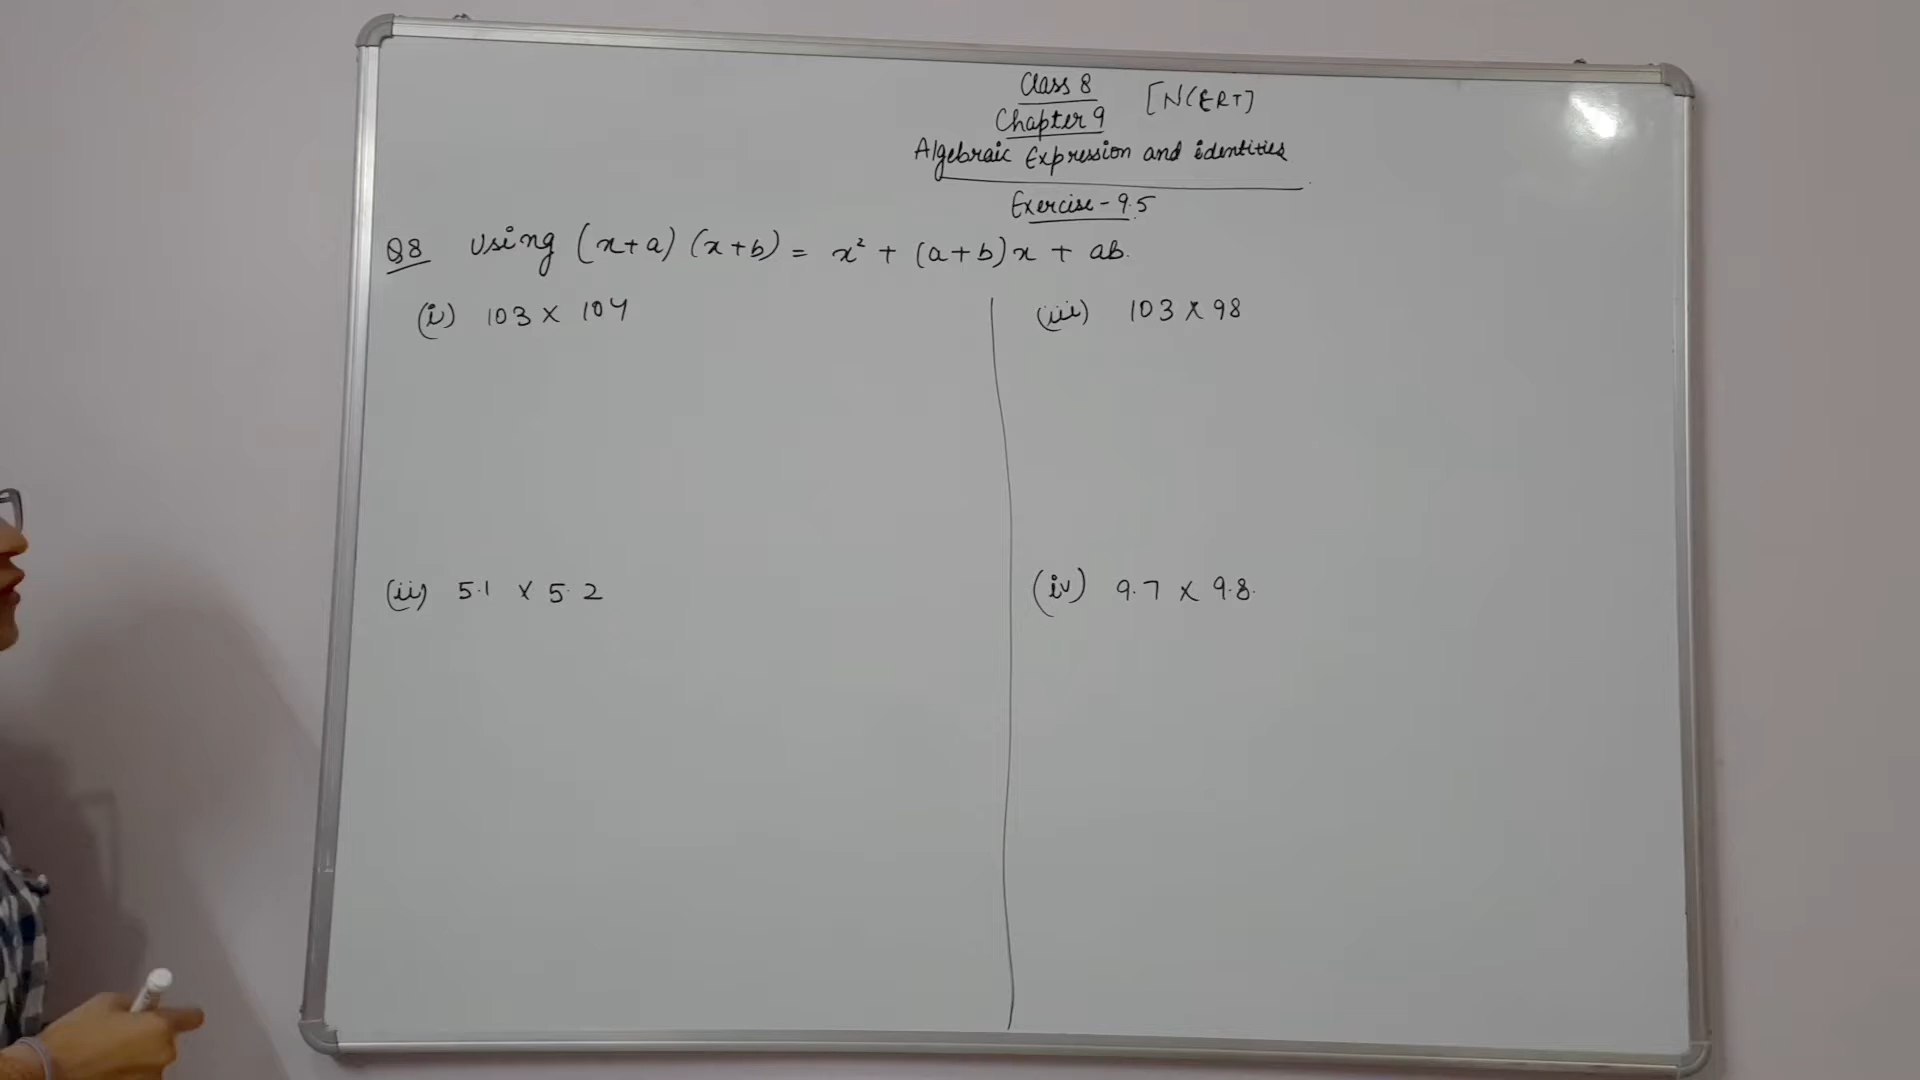 Class 8 [NCERT]
Chapter 9
Algebraic Expression and identities
Exercise - 9.5
Q8 Using (x+a) (x+b) = x² + (a+b)x + ab.
(i) 103 x 104
(iii) 103 x 98
(ii) 5.1 x 5.2
(iv) 9.7 x 9.8.